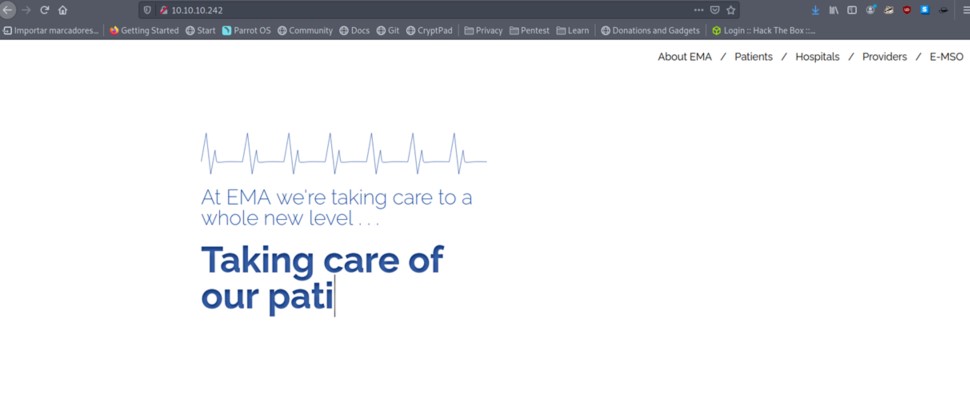 10.10.10.242
Importar marcadores... Getting Started Start Parrot OS Community Docs Git CryptPad Privacy Pentest Learn Donations and Gadgets Login :: Hack The Box ::...
About EMA / Patients / Hospitals / Providers / E-MSO
At EMA we're taking care to a
whole new level . . .
Taking care of
our pati